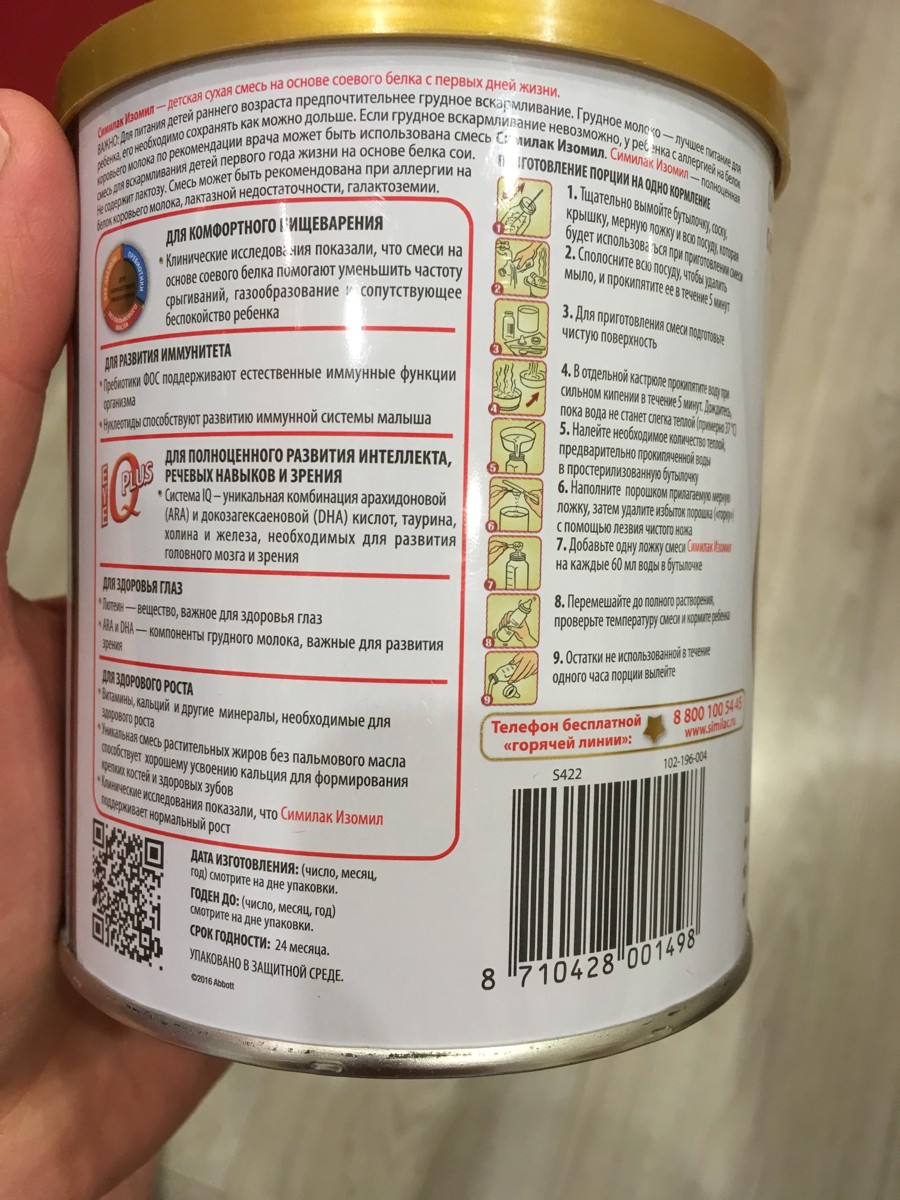 Симилак Изомил — детская сухая смесь на основе соевого белка с первых дней жизни.
ВАЖНО: Для питания детей раннего возраста предпочтительнее грудное вскармливание. Грудное молоко — лучшее питание для
ребенка, его необходимо сохранять как можно дольше. Если грудное вскармливание невозможно, у ребенка с аллергией на белок
коровьего молока по рекомендации врача может быть использована смесь Симилак Изомил. Симилак Изомил — полноценная
смесь для вскармливания детей первого года жизни на основе белка сои.
Не содержит лактозу. Смесь может быть рекомендована при аллергии на
белок коровьего молока, лактазной недостаточности, галактоземии.
ДЛЯ КОМФОРТНОГО ПИЩЕВАРЕНИЯ
• Клинические исследования показали, что смеси на
основе соевого белка помогают уменьшить частоту
срыгиваний, газообразование и сопутствующее
беспокойство ребенка
ДЛЯ РАЗВИТИЯ ИММУНИТЕТА
• Пребиотики ФОС поддерживают естественные иммунные функции
организма
• Нуклеотиды способствуют развитию иммунной системы малыша
IQ PLUS
ДЛЯ ПОЛНОЦЕННОГО РАЗВИТИЯ ИНТЕЛЛЕКТА,
РЕЧЕВЫХ НАВЫКОВ И ЗРЕНИЯ
• Система IQ – уникальная комбинация арахидоновой
(ARA) и докозагексаеновой (DHA) кислот, таурина,
холина и железа, необходимых для развития
головного мозга и зрения
ДЛЯ ЗДОРОВЬЯ ГЛАЗ
• Лютеин — вещество, важное для здоровья глаз
• ARA и DHA — компоненты грудного молока, важные для развития
зрения
ДЛЯ ЗДОРОВОГО РОСТА
• Витамины, кальций и другие минералы, необходимые для
здорового роста
• Уникальная смесь растительных жиров без пальмового масла
способствует хорошему усвоению кальция для формирования
крепких костей и здоровых зубов
• Клинические исследования показали, что Симилак Изомил
поддерживает нормальный рост
ДАТА ИЗГОТОВЛЕНИЯ: (число, месяц,
год) смотрите на дне упаковки.
ГОДЕН ДО: (число, месяц, год)
смотрите на дне упаковки.
СРОК ГОДНОСТИ: 24 месяца.
УПАКОВАНО В ЗАЩИТНОЙ СРЕДЕ.
©2016 Abbott
ПРИГОТОВЛЕНИЕ ПОРЦИИ НА ОДНО КОРМЛЕНИЕ
1. Тщательно вымойте бутылочку, соску,
крышку, мерную ложку и всю посуду, которая
будет использоваться при приготовлении смеси
2. Сполосните всю посуду, чтобы удалить
мыло, и прокипятите ее в течение 5 минут
3. Для приготовления смеси подготовьте
чистую поверхность
4. В отдельной кастрюле прокипятите воду при
сильном кипении в течение 5 минут. Дождитесь,
пока вода не станет слегка теплой (примерно 37 °C)
5. Налейте необходимое количество теплой,
предварительно прокипяченной воды
в простерилизованную бутылочку
6. Наполните порошком прилагаемую мерную
ложку, затем удалите избыток порошка («горку»)
с помощью лезвия чистого ножа
7. Добавьте одну ложку смеси Симилак Изомил
на каждые 60 мл воды в бутылочке
8. Перемешайте до полного растворения,
проверьте температуру смеси и кормите ребенка
9. Остатки не использованной в течение
одного часа порции вылейте
1
2
3
4
5
6
7
8
9
Телефон бесплатной
«горячей линии»:
8 800 100 54 45
www.similac.ru
S422
102-196-004
8 710428 001498